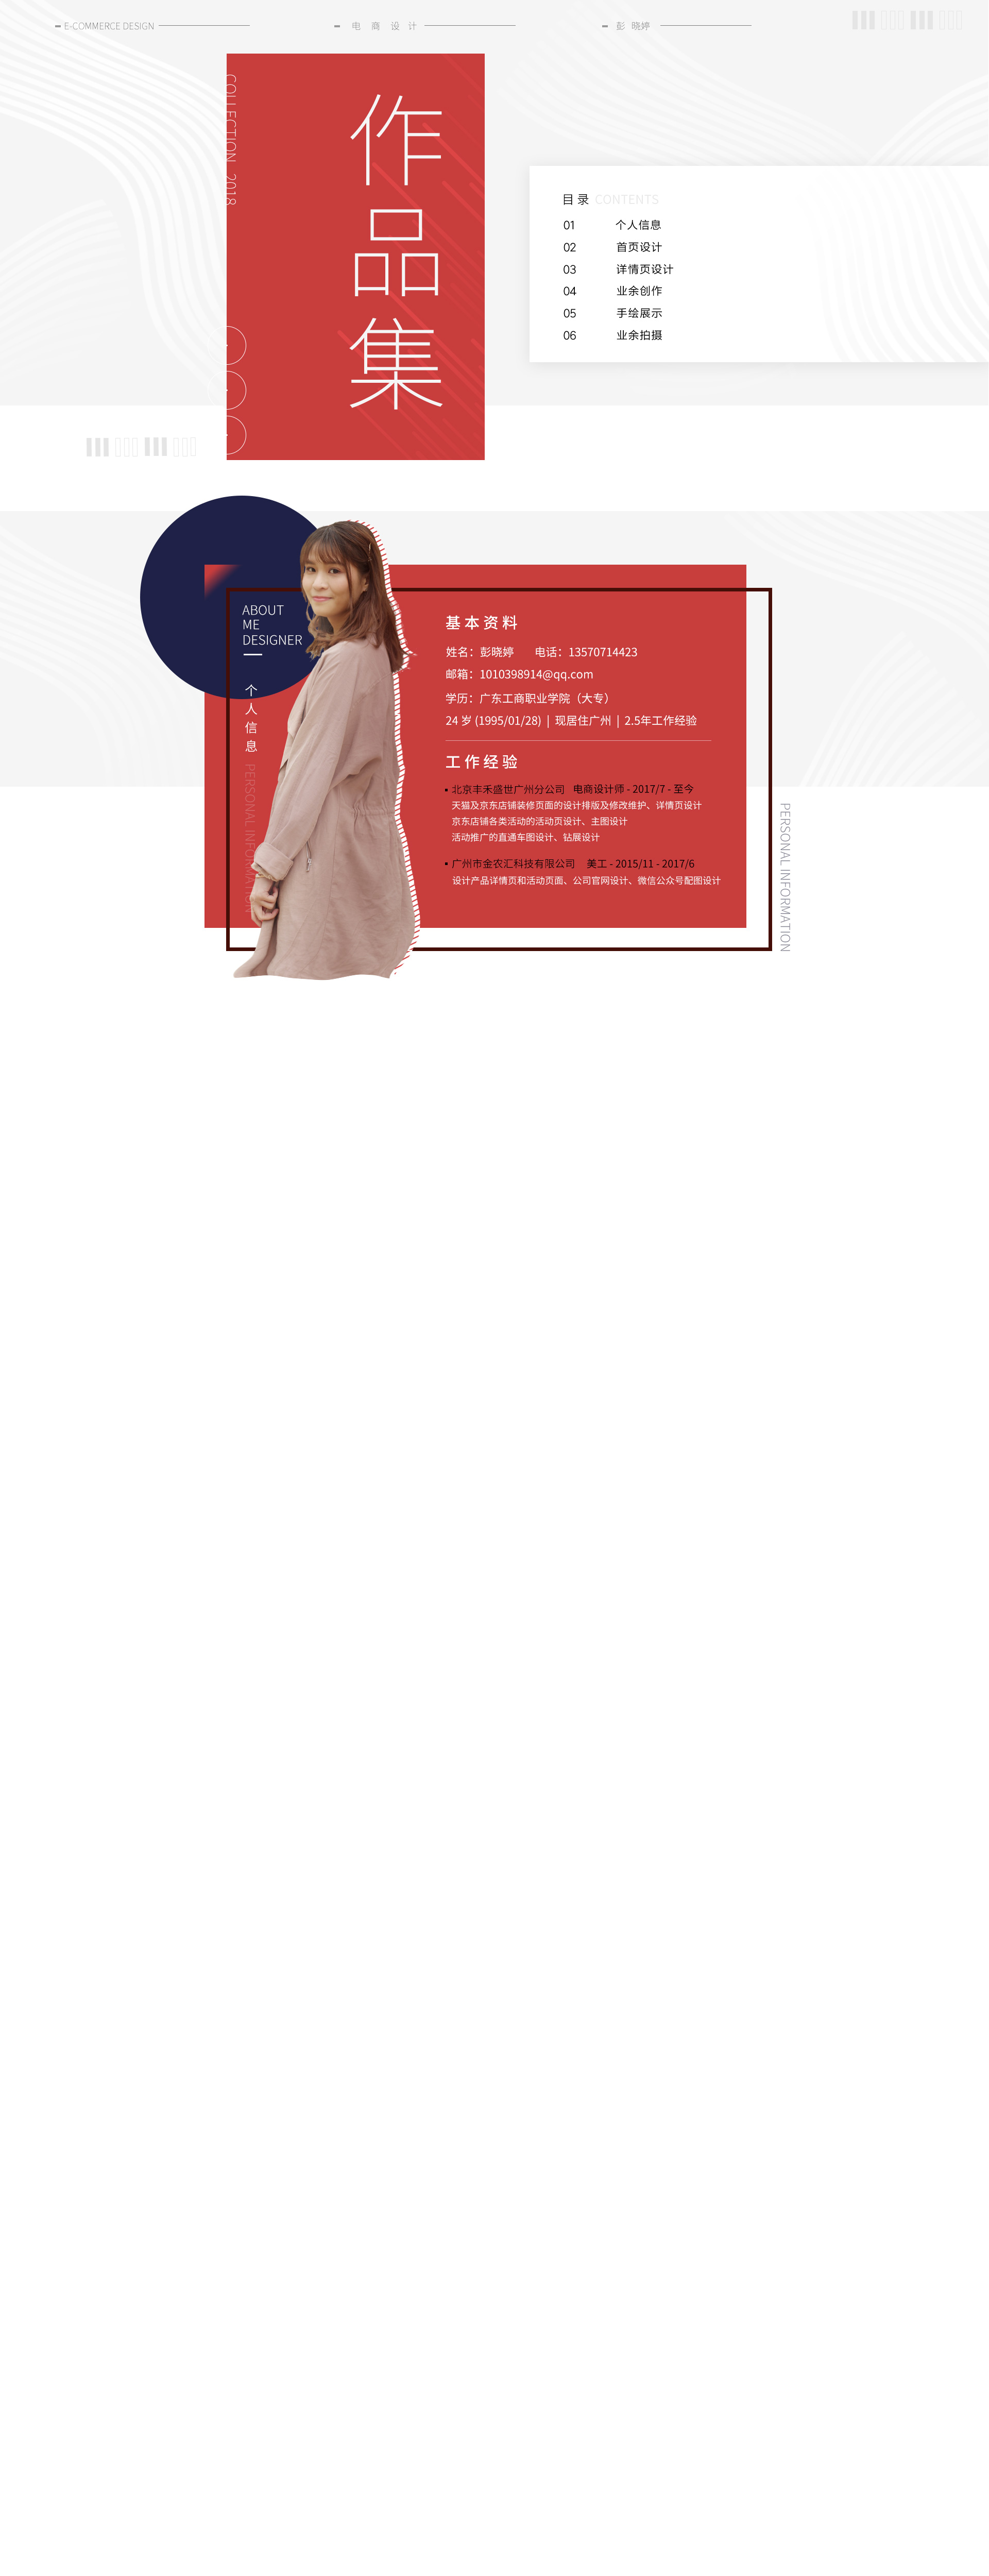 E-COMMERCE DESIGN
电 商 设 计
彭 晓婷
COLLECTION 2018
作品集
目录 CONTENTS
01 个人信息
02 首页设计
03 详情页设计
04 业余创作
05 手绘展示
06 业余拍摄
ABOUT
ME
DESIGNER
个人信息
PERSONAL INFORMATION
基本资料
姓名：彭晓婷 电话：13570714423
邮箱：1010398914@qq.com
学历：广东工商职业学院（大专）
24 岁 (1995/01/28) | 现居住广州 | 2.5年工作经验
工作经验
北京丰禾盛世广州分公司 电商设计师 - 2017/7 - 至今
天猫及京东店铺装修页面的设计排版及修改维护、详情页设计
京东店铺各类活动的活动页设计、主图设计
活动推广的直通车图设计、钻展设计
广州市金农汇科技有限公司 美工 - 2015/11 - 2017/6
设计产品详情页和活动页面、公司官网设计、微信公众号配图设计
PERSONAL INFORMATION